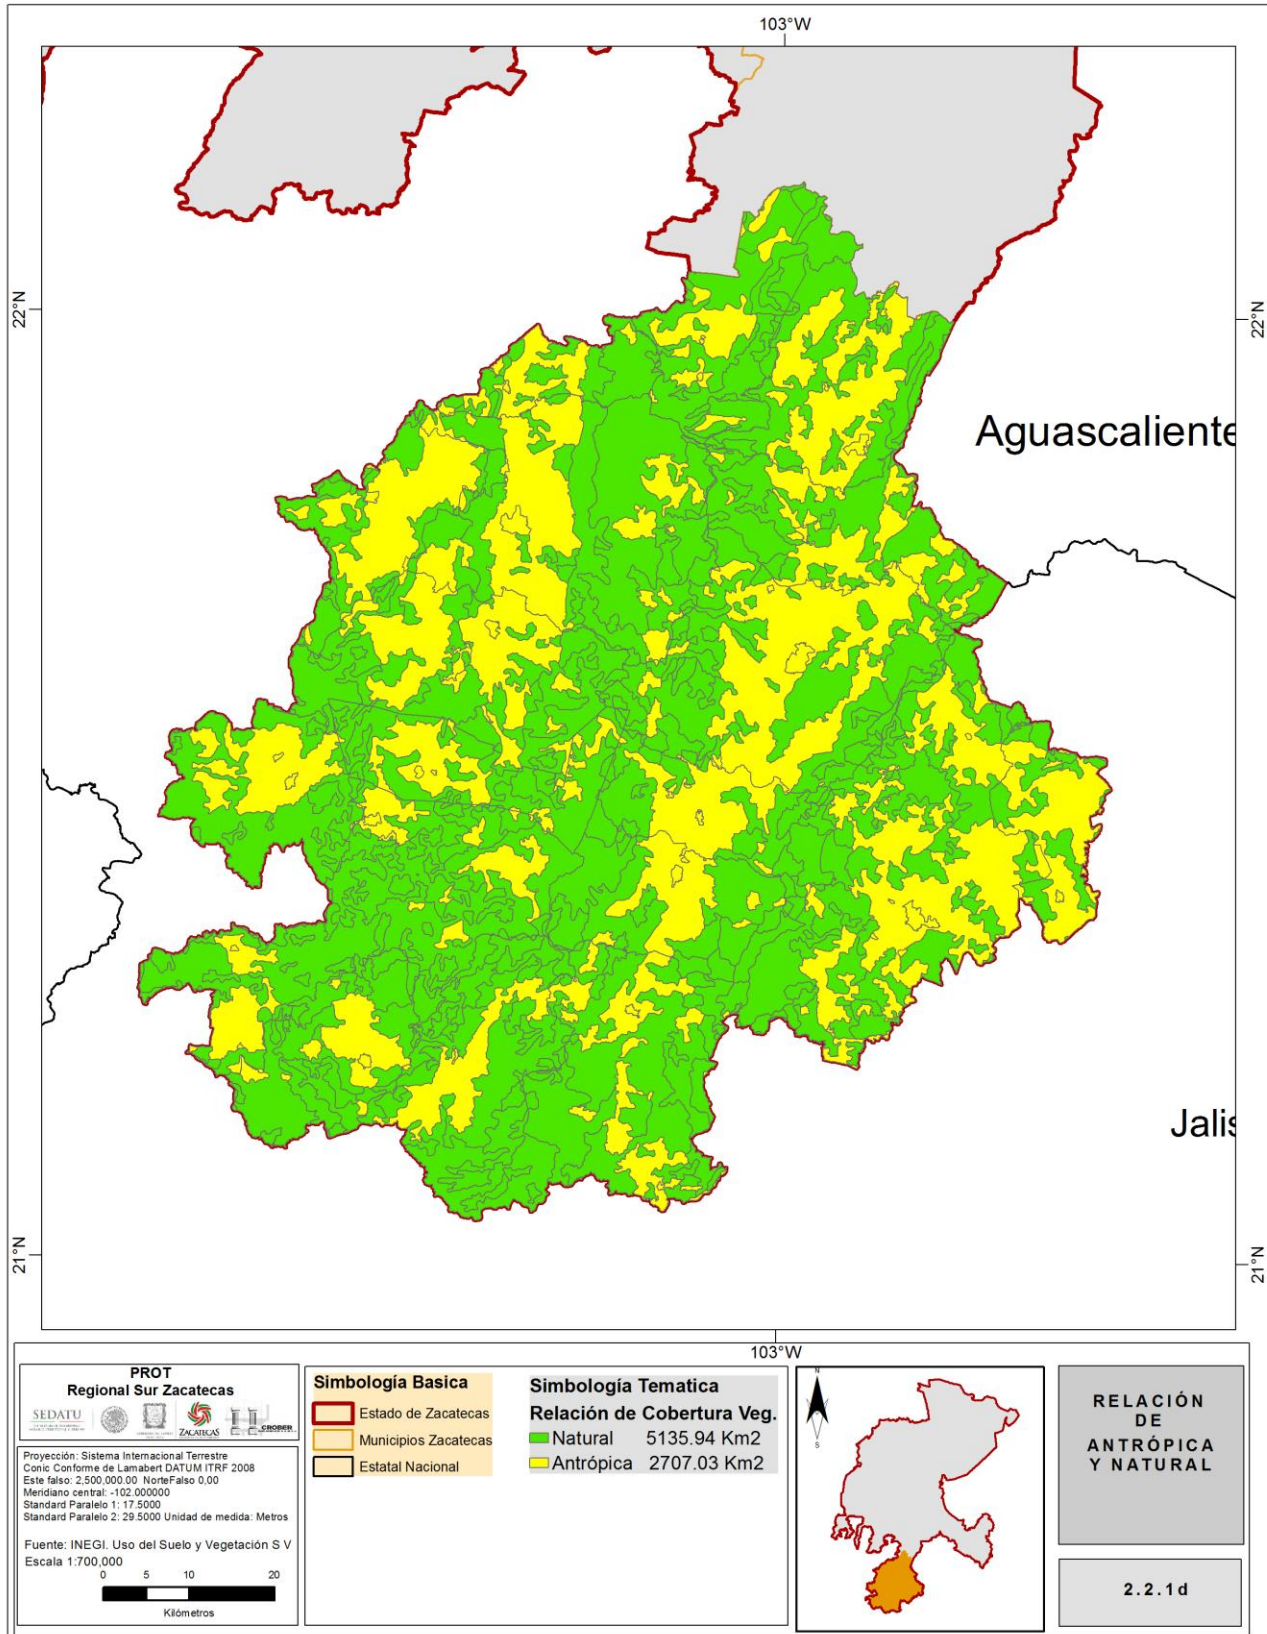 103°W
22°N
22°N
Aguascaliente
Jalis
21°N
21°N
103°W
PROT
Regional Sur Zacatecas
SEDATU
ZACATECAS
CROBER
Proyección: Sistema Internacional Terrestre
Conic Conforme de Lamabert DATUM ITRF 2008
Este falso: 2,500,000.00 NorteFalso 0,00
Meridiano central: -102.000000
Standard Paralelo 1: 17.5000
Standard Paralelo 2: 29.5000 Unidad de medida: Metros
Fuente: INEGI. Uso del Suelo y Vegetación S V
Escala 1:700,000
0 5 10 20
Kilómetros
Simbología Basica
Estado de Zacatecas
Municipios Zacatecas
Estatal Nacional
Simbología Tematica
Relación de Cobertura Veg.
Natural 5135.94 Km2
Antrópica 2707.03 Km2
N
S
RELACIÓN
DE
ANTRÓPICA
Y NATURAL
2.2.1d